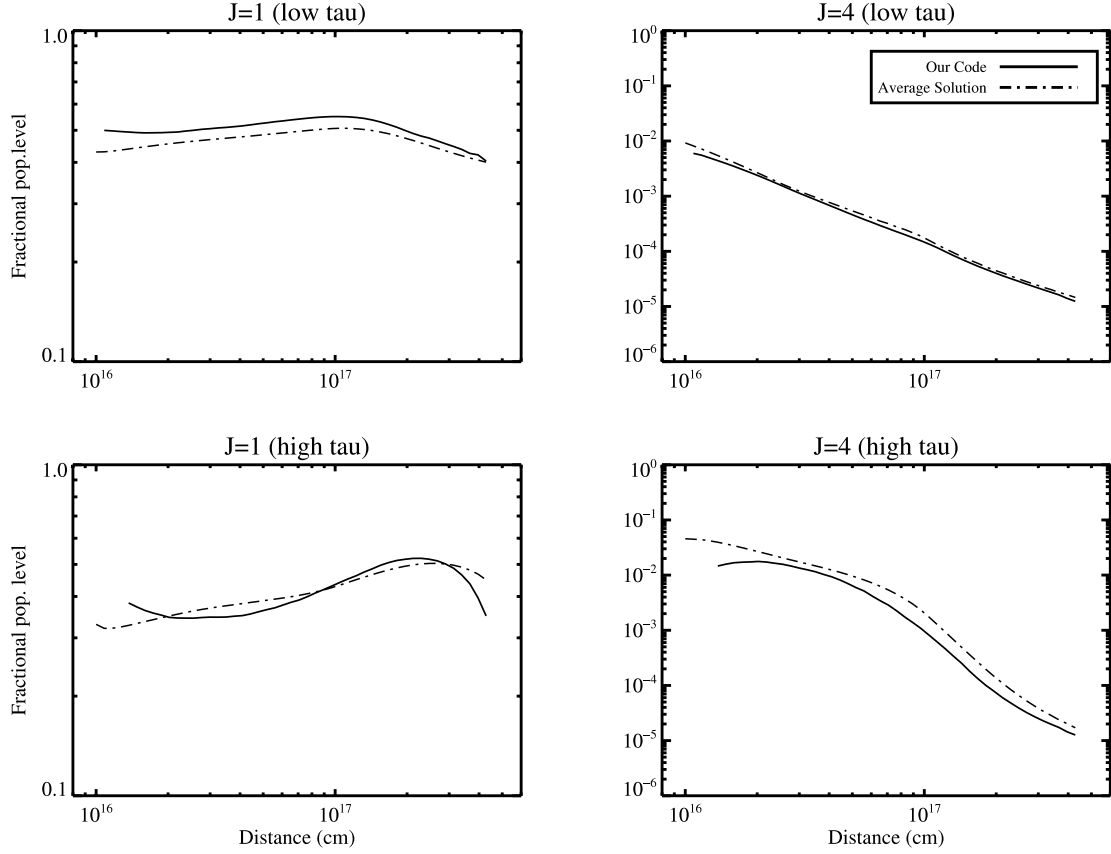 J=1 (low tau)
J=4 (low tau)
1.0
Fractional pop.level
0.1
10^16
10^17
10^0
10^-1
10^-2
10^-3
10^-4
10^-5
10^-6
10^16
10^17
Our Code
Average Solution
J=1 (high tau)
J=4 (high tau)
1.0
Fractional pop. level
0.1
10^16
10^17
Distance (cm)
10^0
10^-1
10^-2
10^-3
10^-4
10^-5
10^-6
10^16
10^17
Distance (cm)